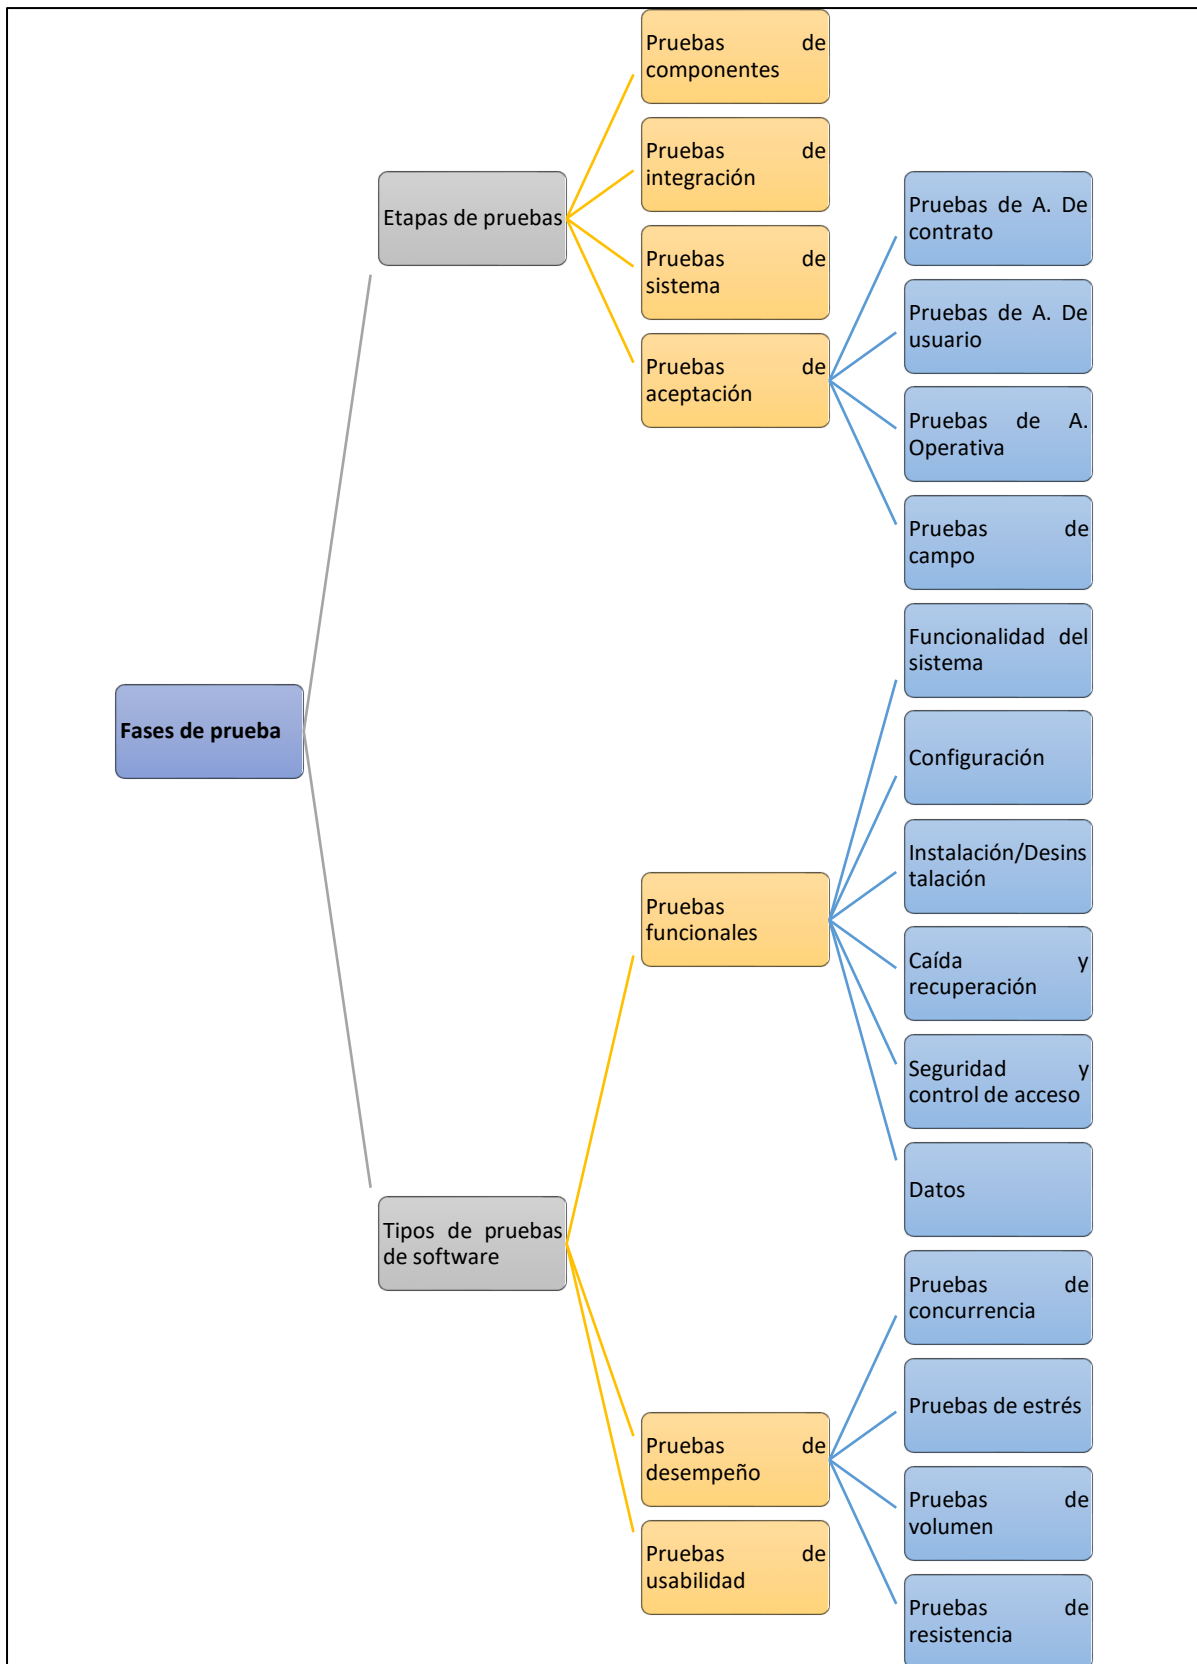 Pruebas de
componentes
Pruebas de
integración
Etapas de pruebas
Pruebas de
sistema
Pruebas de
aceptación
Pruebas de A. De
contrato
Pruebas de A. De
usuario
Pruebas de A.
Operativa
Pruebas de
campo
Fases de prueba
Funcionalidad del
sistema
Configuración
Instalación/Desins
talación
Pruebas
funcionales
Caída y
recuperación
Seguridad y
control de acceso
Datos
Tipos de pruebas
de software
Pruebas de
concurrencia
Pruebas de estrés
Pruebas de
desempeño
Pruebas de
volumen
Pruebas de
usabilidad
Pruebas de
resistencia